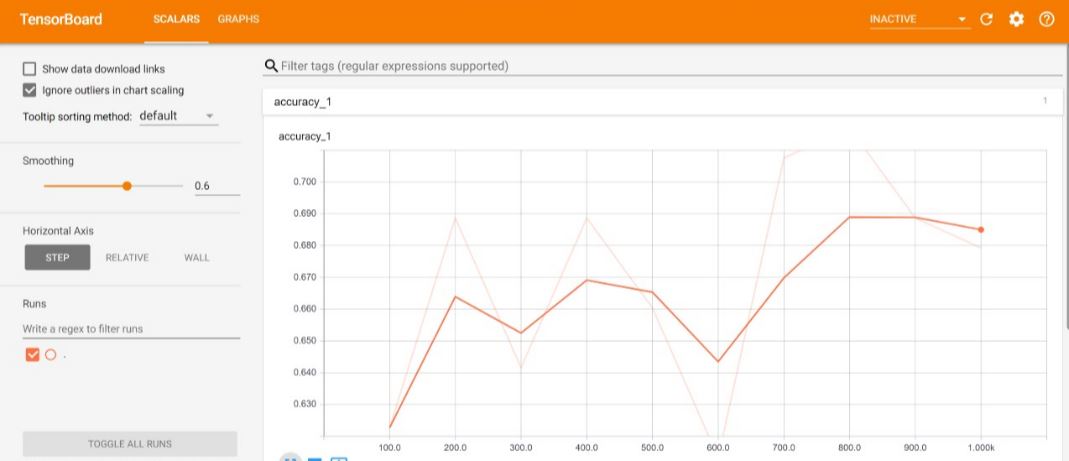 TensorBoard SCALARS GRAPHS INACTIVE
Show data download links
Ignore outliers in chart scaling
Tooltip sorting method: default
Smoothing
0.6
Horizontal Axis
STEP RELATIVE WALL
Runs
Write a regex to filter runs
.
TOGGLE ALL RUNS
Filter tags (regular expressions supported)
accuracy_1 1
accuracy_1
0.700
0.690
0.680
0.670
0.660
0.650
0.640
0.630
100.0 200.0 300.0 400.0 500.0 600.0 700.0 800.0 900.0 1.000k